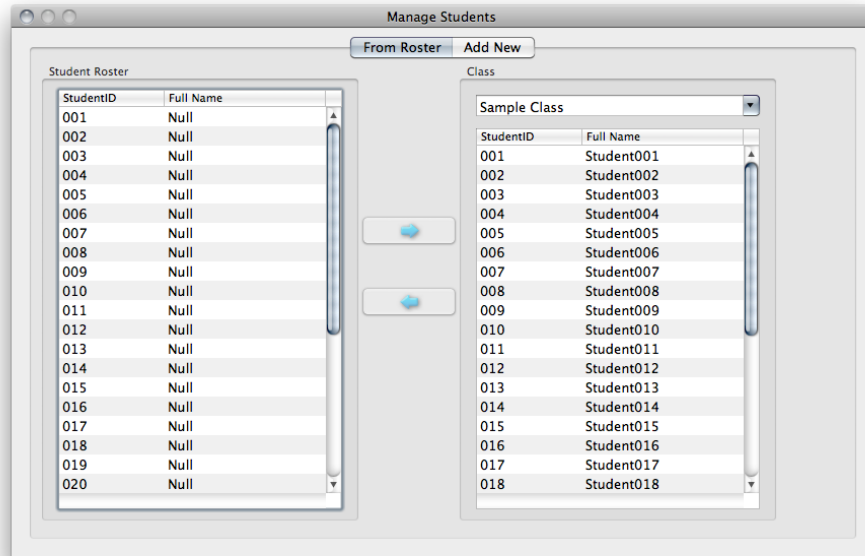 Manage Students
From Roster Add New
Student Roster
StudentID Full Name
001 Null
002 Null
003 Null
004 Null
005 Null
006 Null
007 Null
008 Null
009 Null
010 Null
011 Null
012 Null
013 Null
014 Null
015 Null
016 Null
017 Null
018 Null
019 Null
020 Null
Class
Sample Class
StudentID Full Name
001 Student001
002 Student002
003 Student003
004 Student004
005 Student005
006 Student006
007 Student007
008 Student008
009 Student009
010 Student010
011 Student011
012 Student012
013 Student013
014 Student014
015 Student015
016 Student016
017 Student017
018 Student018